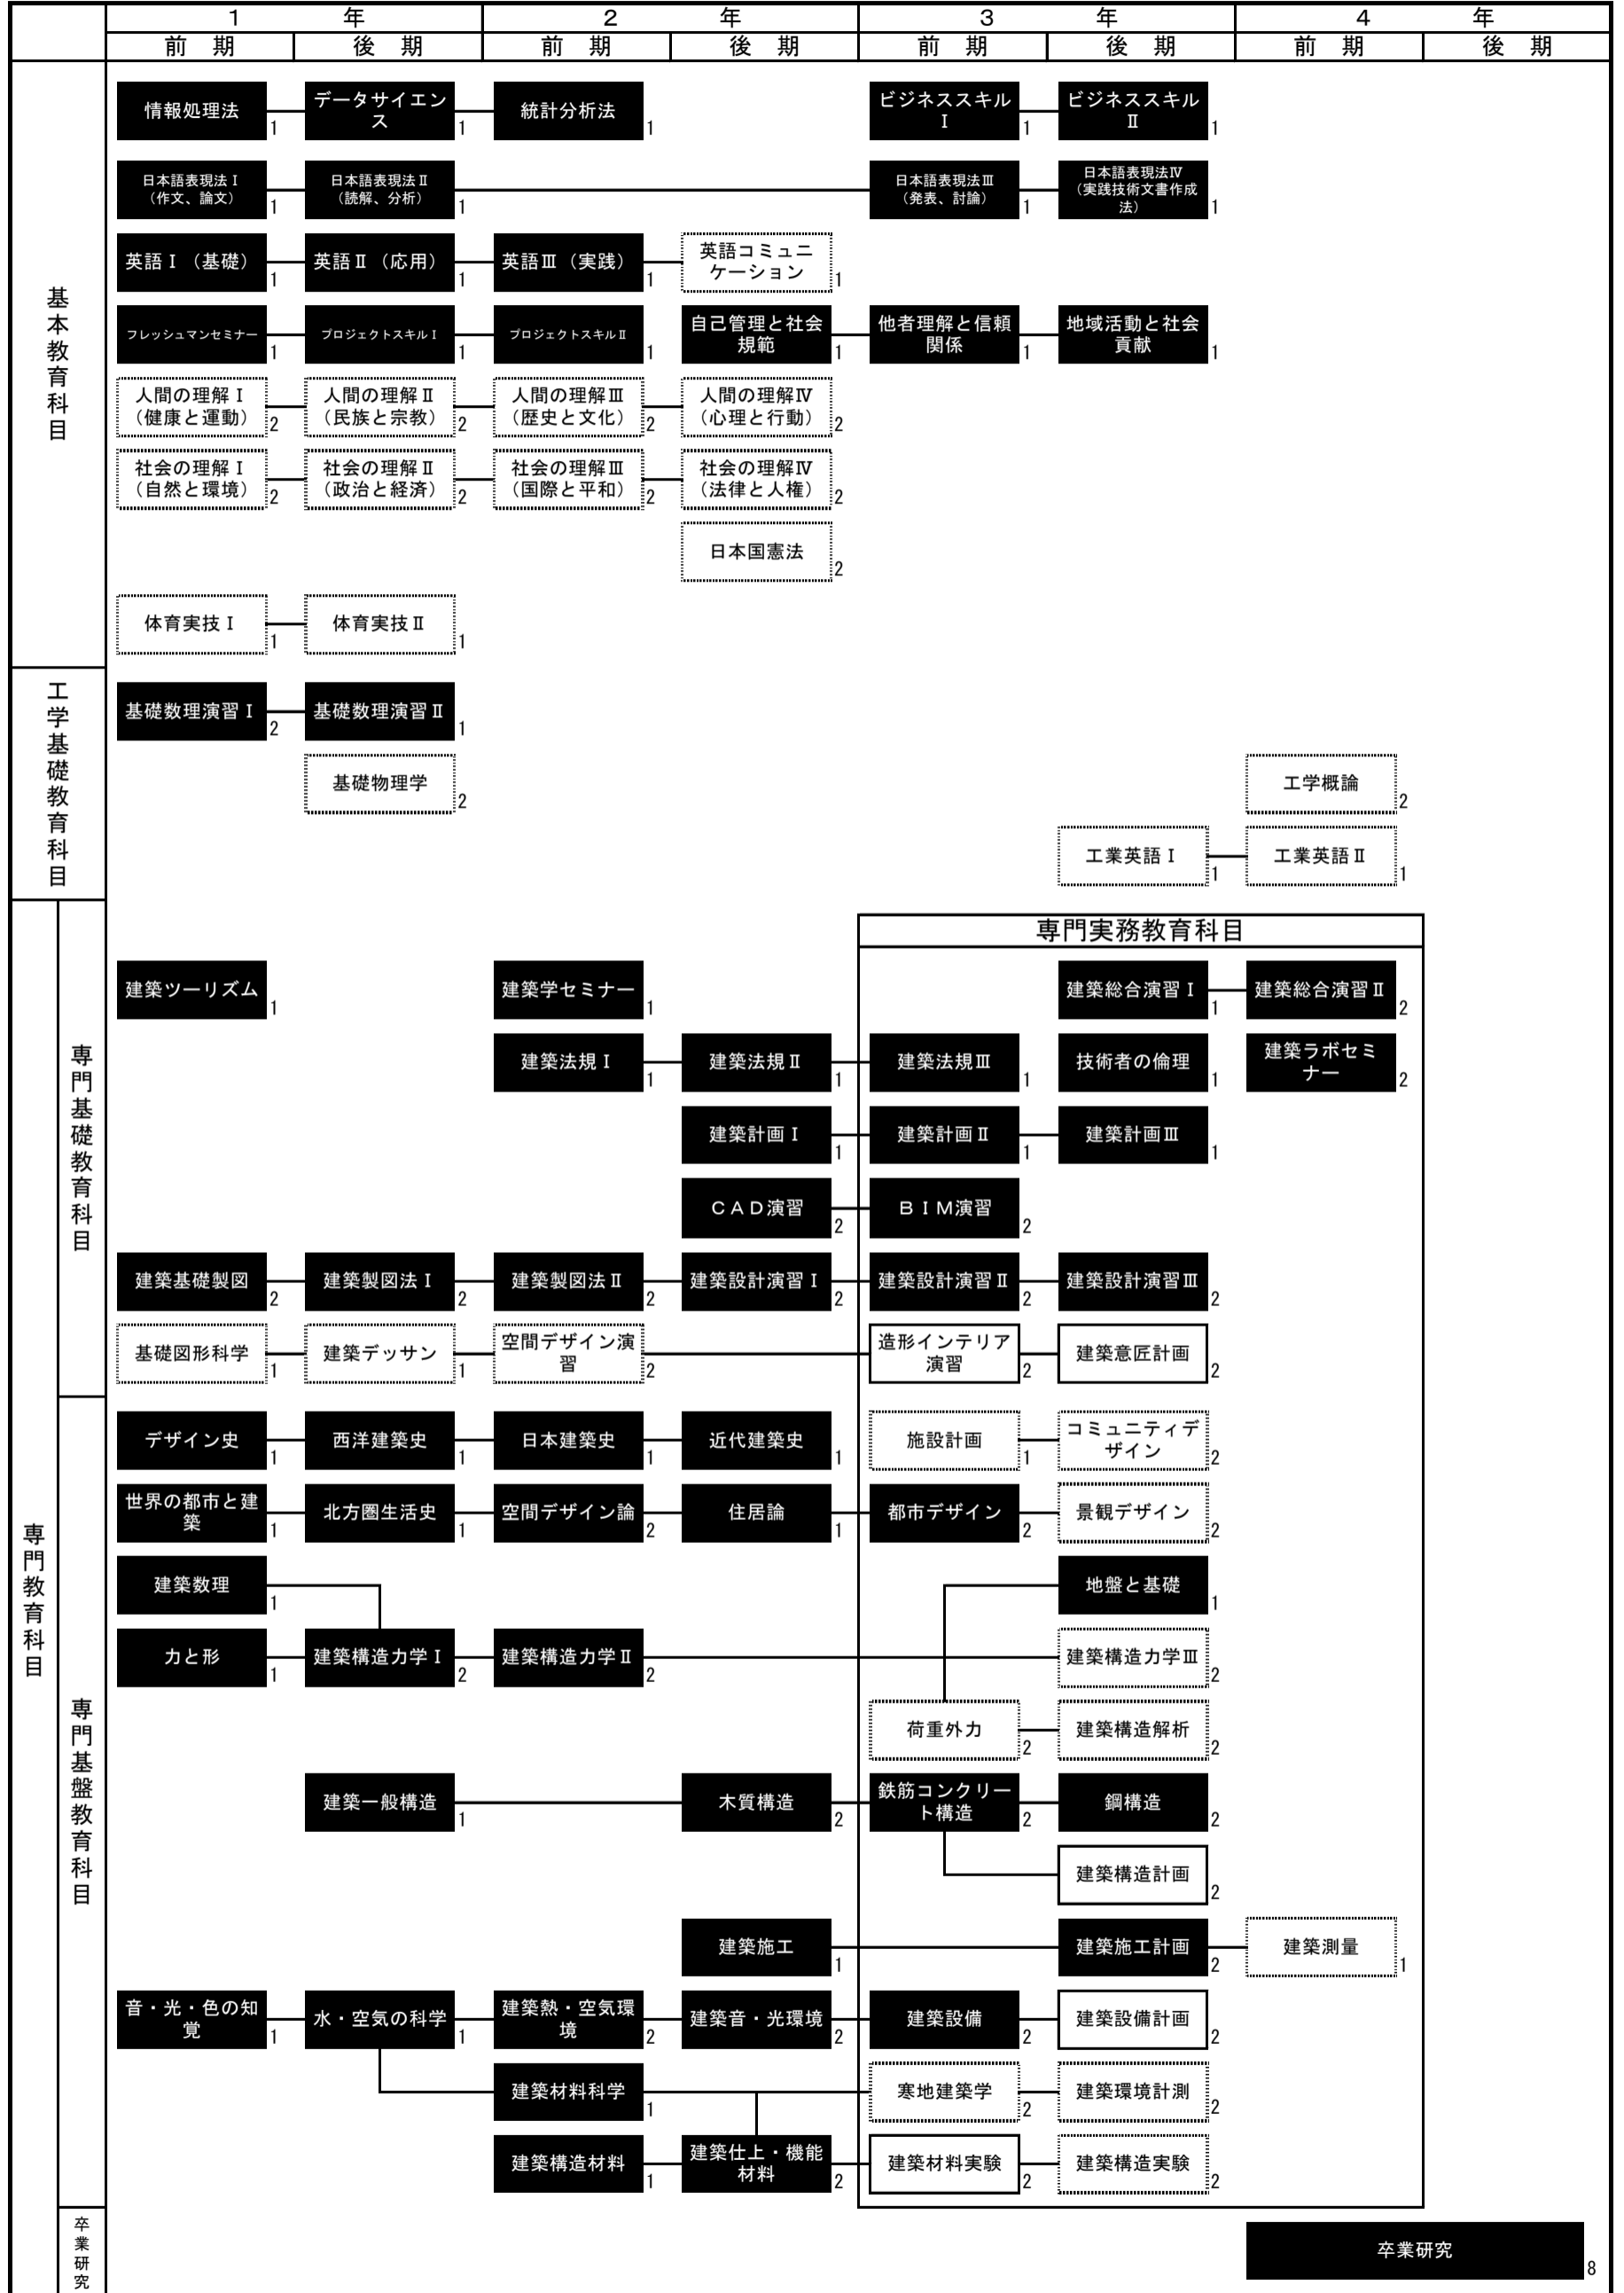 1 年 2 年 3 年 4 年
前 期 後 期 前 期 後 期 前 期 後 期 前 期 後 期
基本教育科目
情報処理法 1
データサイエン
ス 1
統計分析法 1
ビジネススキル
Ⅰ 1
ビジネススキル
Ⅱ 1
日本語表現法Ⅰ
(作文、論文) 1
日本語表現法Ⅱ
(読解、分析) 1
日本語表現法Ⅲ
(発表、討論) 1
日本語表現法Ⅳ
(実践技術文書作成
法) 1
英語Ⅰ(基礎) 1
英語Ⅱ(応用) 1
英語Ⅲ(実践) 1
英語コミュニ
ケーション 1
フレッシュマンセミナー 1
プロジェクトスキルⅠ 1
プロジェクトスキルⅡ 1
自己管理と社会
規範 1
他者理解と信頼
関係 1
地域活動と社会
貢献 1
人間の理解Ⅰ
(健康と運動) 2
人間の理解Ⅱ
(民族と宗教) 2
人間の理解Ⅲ
(歴史と文化) 2
人間の理解Ⅳ
(心理と行動) 2
社会の理解Ⅰ
(自然と環境) 2
社会の理解Ⅱ
(政治と経済) 2
社会の理解Ⅲ
(国際と平和) 2
社会の理解Ⅳ
(法律と人権) 2
日本国憲法 2
体育実技Ⅰ 1
体育実技Ⅱ 1
工学基礎教育科目
基礎数理演習Ⅰ 2
基礎数理演習Ⅱ 1
基礎物理学 2
工学概論 2
工業英語Ⅰ 1
工業英語Ⅱ 1
専門教育科目
専門基礎教育科目
専門実務教育科目
建築ツーリズム 1
建築学セミナー 1
建築総合演習Ⅰ 1
建築総合演習Ⅱ 2
建築法規Ⅰ 1
建築法規Ⅱ 1
建築法規Ⅲ 1
技術者の倫理 1
建築ラボセミ
ナー 2
建築計画Ⅰ 1
建築計画Ⅱ 1
建築計画Ⅲ 1
CAD演習 2
BIM演習 2
建築基礎製図 2
建築製図法Ⅰ 2
建築製図法Ⅱ 2
建築設計演習Ⅰ 2
建築設計演習Ⅱ 2
建築設計演習Ⅲ 2
基礎図形科学 1
建築デッサン 1
空間デザイン演
習 2
造形インテリア
演習 2
建築意匠計画 2
専門基盤教育科目
デザイン史 1
西洋建築史 1
日本建築史 1
近代建築史 1
施設計画 1
コミュニティデ
ザイン 2
世界の都市と建
築 1
北方圏生活史 1
空間デザイン論 2
住居論 1
都市デザイン 2
景観デザイン 2
建築数理 1
地盤と基礎 1
力と形 1
建築構造力学Ⅰ 2
建築構造力学Ⅱ 2
建築構造力学Ⅲ 2
荷重外力 2
建築構造解析 2
建築一般構造 1
木質構造 2
鉄筋コンクリー
ト構造 2
鋼構造 2
建築構造計画 2
建築施工 1
建築施工計画 2
建築測量 1
音・光・色の知
覚 1
水・空気の科学 1
建築熱・空気環
境 2
建築音・光環境 2
建築設備 2
建築設備計画 2
建築材料科学 1
寒地建築学 2
建築環境計測 2
建築構造材料 1
建築仕上・機能
材料 2
建築材料実験 2
建築構造実験 2
卒業研究
卒業研究 8